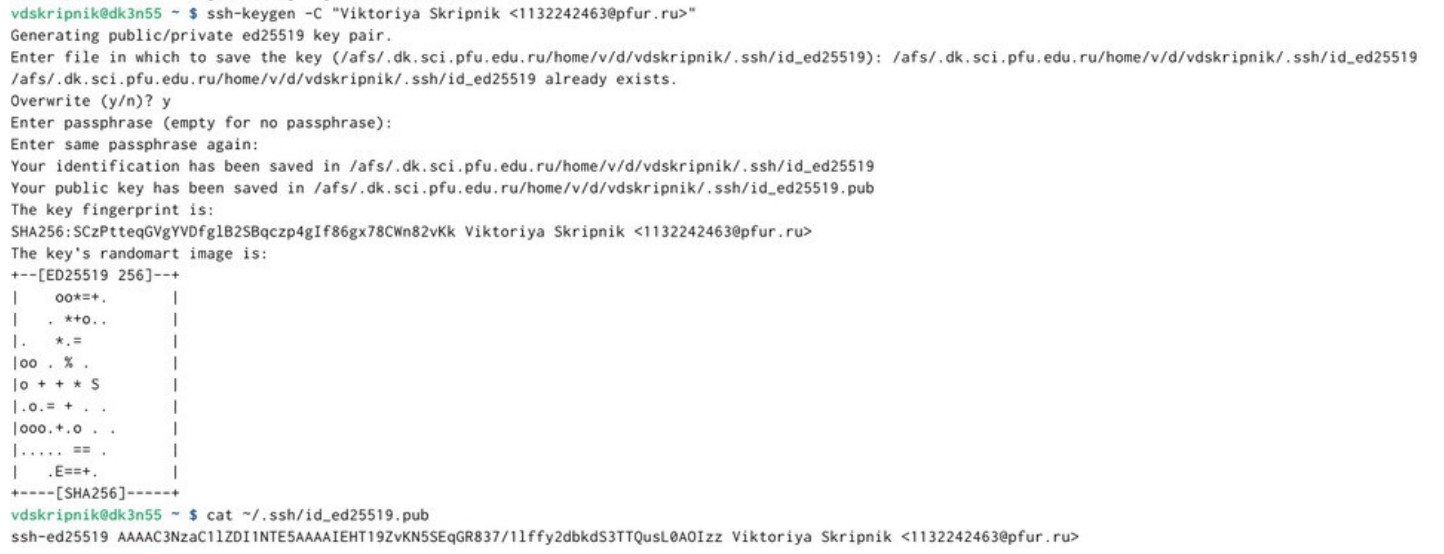 vdskripnik@dk3n55 ~ $ ssh-keygen -C "Viktoriya Skripnik <1132242463@pfur.ru>"
Generating public/private ed25519 key pair.
Enter file in which to save the key (/afs/.dk.sci.pfu.edu.ru/home/v/d/vdskripnik/.ssh/id_ed25519): /afs/.dk.sci.pfu.edu.ru/home/v/d/vdskripnik/.ssh/id_ed25519
/afs/.dk.sci.pfu.edu.ru/home/v/d/vdskripnik/.ssh/id_ed25519 already exists.
Overwrite (y/n)? y
Enter passphrase (empty for no passphrase):
Enter same passphrase again:
Your identification has been saved in /afs/.dk.sci.pfu.edu.ru/home/v/d/vdskripnik/.ssh/id_ed25519
Your public key has been saved in /afs/.dk.sci.pfu.edu.ru/home/v/d/vdskripnik/.ssh/id_ed25519.pub
The key fingerprint is:
SHA256:SCzPtteqGVgYVDfglB2SBqczp4gIf86gx78CWn82vKk Viktoriya Skripnik <1132242463@pfur.ru>
The key's randomart image is:
+--[ED25519 256]--+
|    oo*=+.       |
|   . *+o..       |
|.   *.=          |
|oo . % .         |
|o + + * S        |
|.o.= + . .       |
|ooo.+.o . .      |
|..... == .       |
|   .E==+.        |
+----[SHA256]-----+
vdskripnik@dk3n55 ~ $ cat ~/.ssh/id_ed25519.pub
ssh-ed25519 AAAAC3NzaC1lZDI1NTE5AAAAIEHT19ZvKN5SEqGR837/1lffy2dbkdS3TTQusL0AOIzz Viktoriya Skripnik <1132242463@pfur.ru>